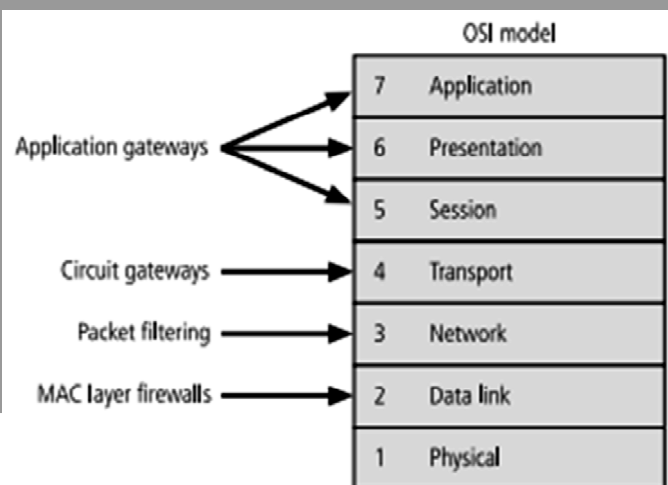 OSI model
7 Application
Application gateways
6 Presentation
5 Session
Circuit gateways
4 Transport
Packet filtering
3 Network
MAC layer firewalls
2 Data link
1 Physical